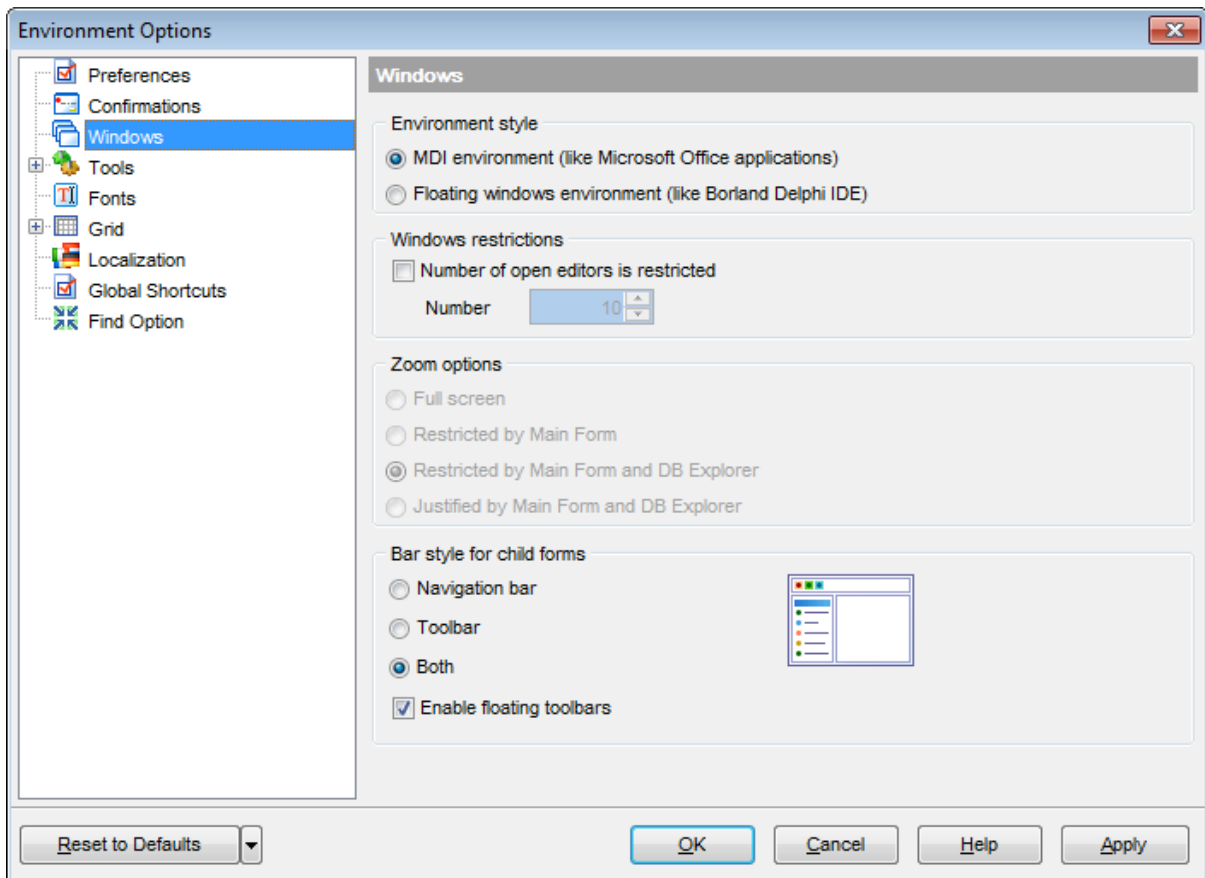 Environment Options
Preferences
Confirmations
Windows
Tools
Fonts
Grid
Localization
Global Shortcuts
Find Option
Windows
Environment style
MDI environment (like Microsoft Office applications)
Floating windows environment (like Borland Delphi IDE)
Windows restrictions
Number of open editors is restricted
Number 10
Zoom options
Full screen
Restricted by Main Form
Restricted by Main Form and DB Explorer
Justified by Main Form and DB Explorer
Bar style for child forms
Navigation bar
Toolbar
Both
Enable floating toolbars
Reset to Defaults OK Cancel Help Apply